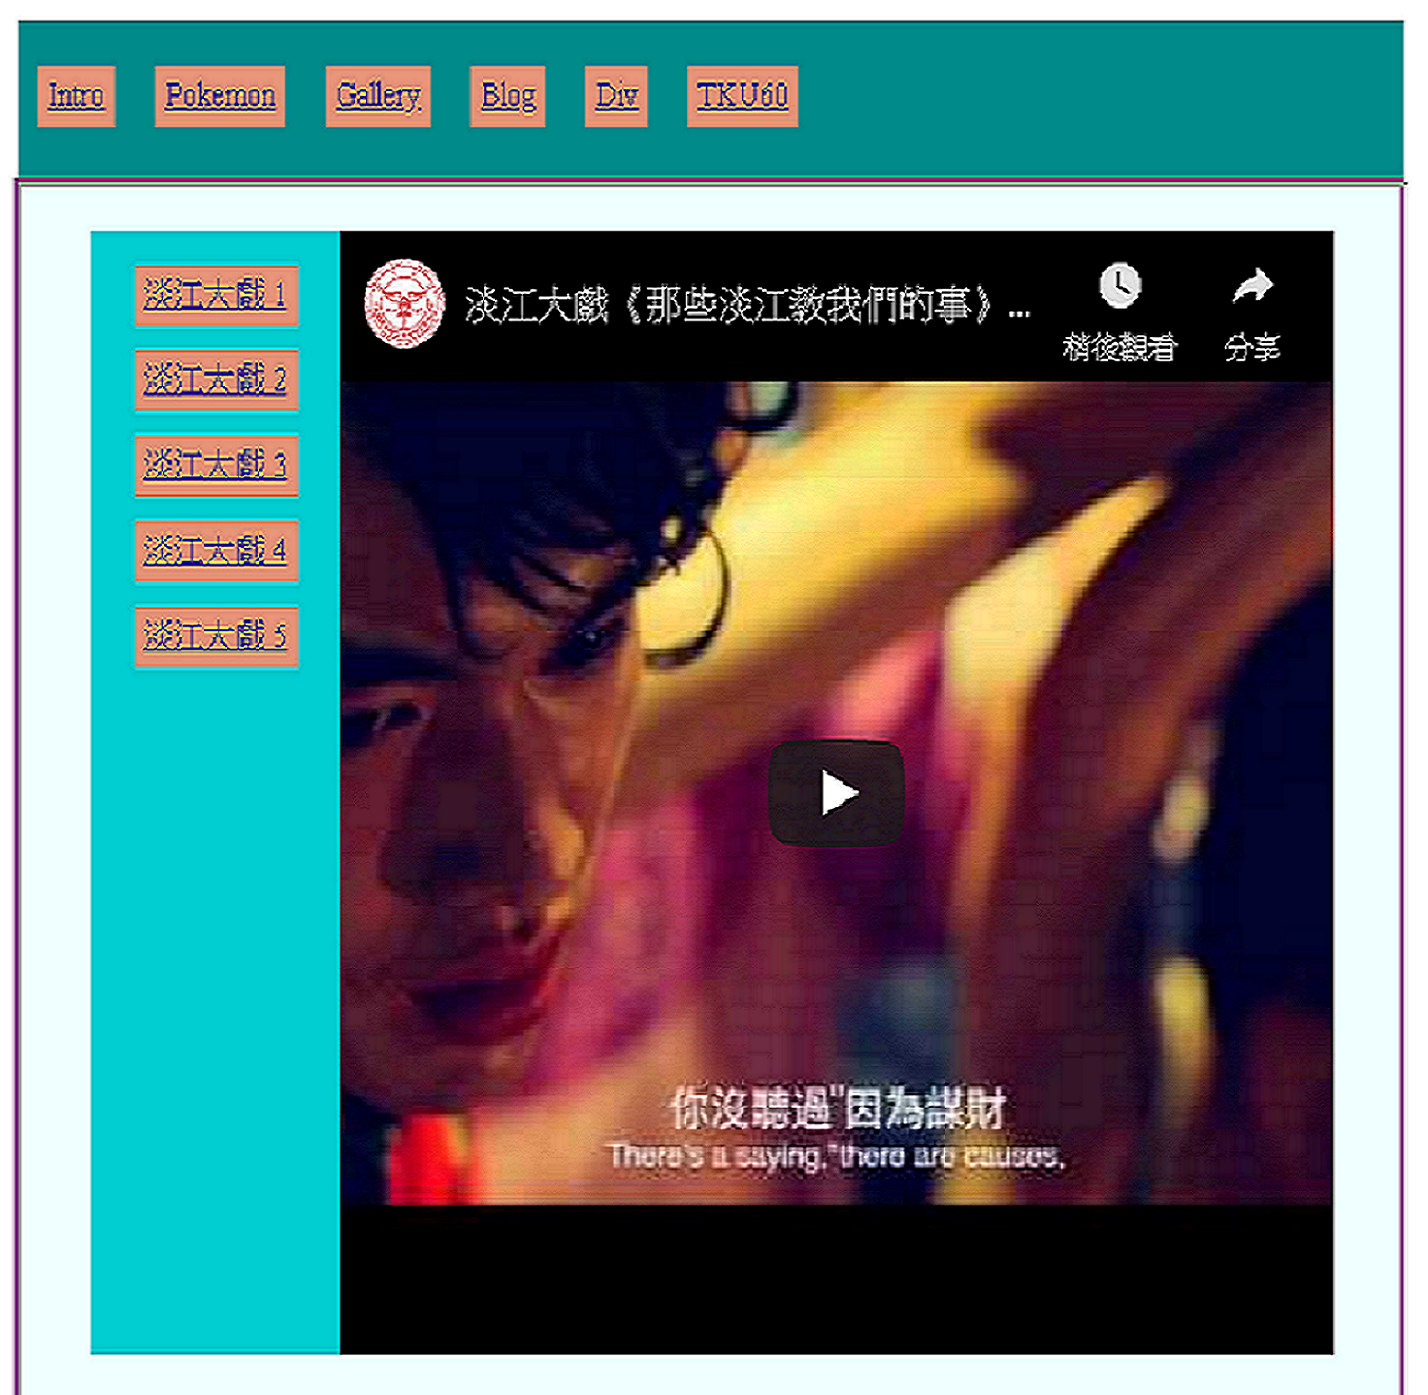 Intro Pokemon Gallery Blog Div TKU60
淡江大戲 1
淡江大戲 2
淡江大戲 3
淡江大戲 4
淡江大戲 5
淡江大戲《那些淡江教我們的事》...
稍後觀看
分享
你沒聽過"因為謀財
There's a saying,"there are causes,